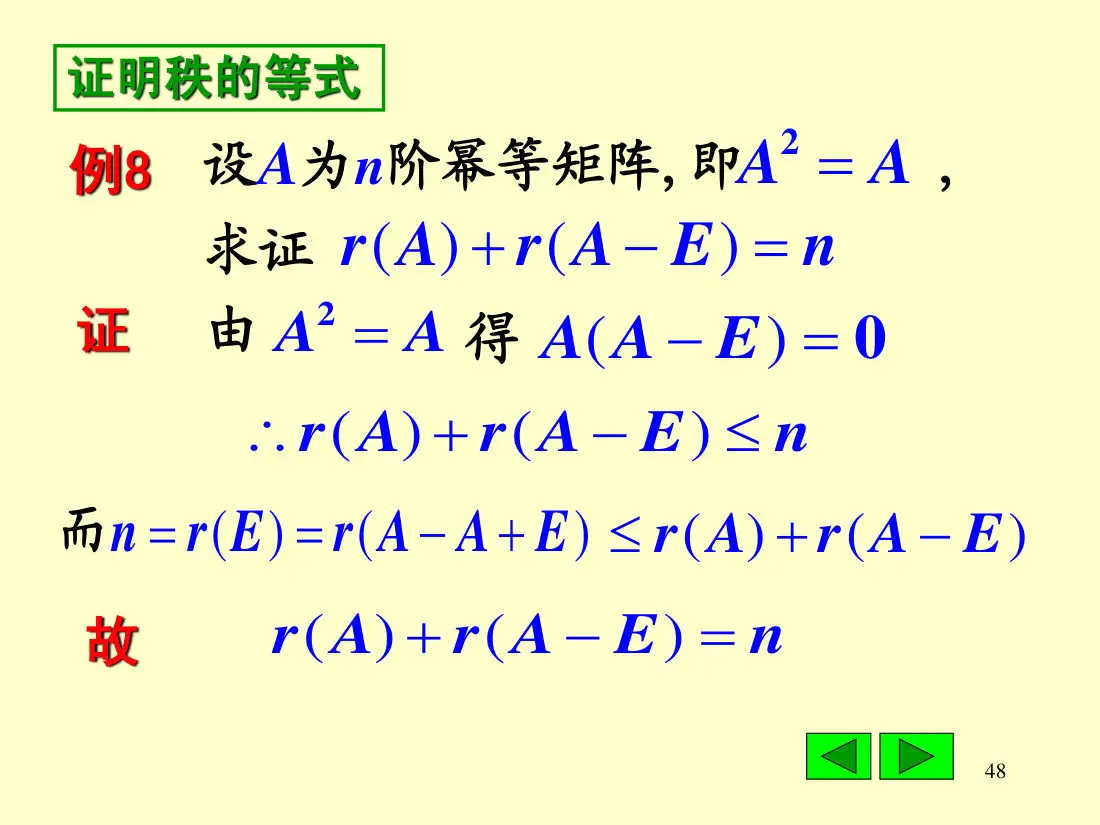 证明秩的等式
例8 设A为n阶幂等矩阵,即A² = A ,
求证 r(A) + r(A − E) = n
证 由 A² = A 得 A(A − E) = 0
∴ r(A) + r(A − E) ≤ n
而n = r(E) = r(A − A + E) ≤ r(A) + r(A − E)
故 r(A) + r(A − E) = n
48